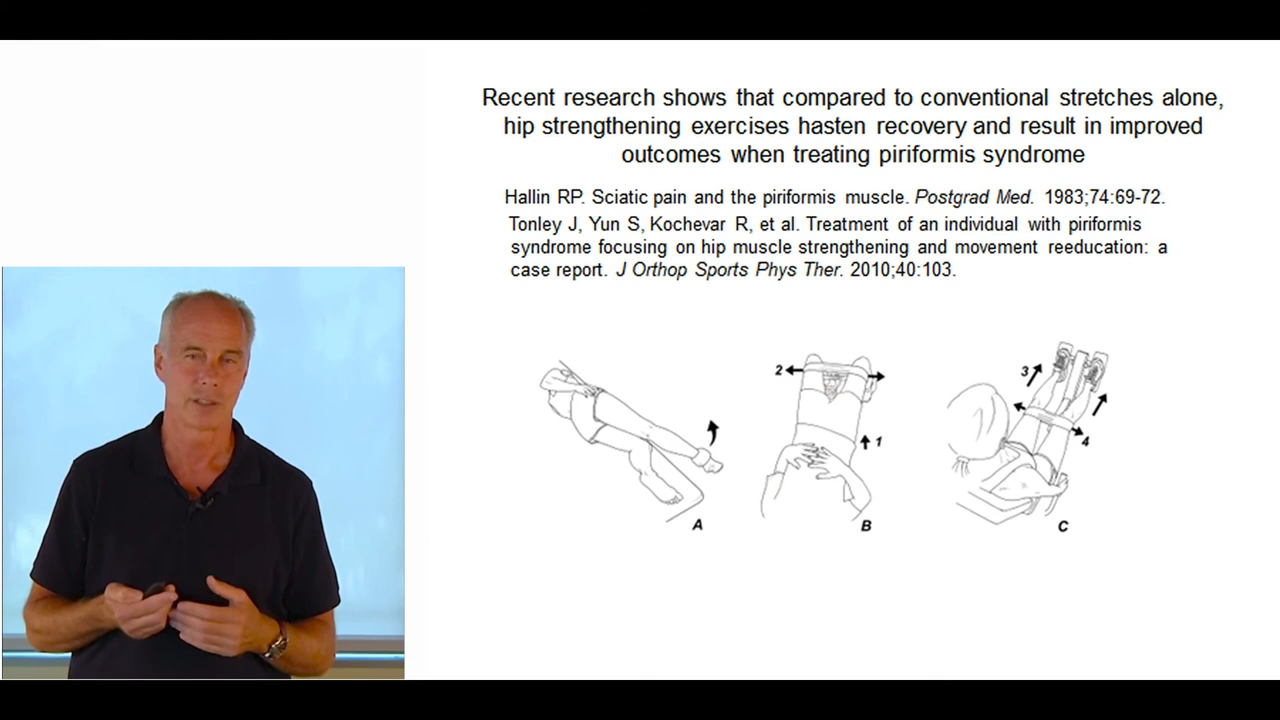 Recent research shows that compared to conventional stretches alone,
hip strengthening exercises hasten recovery and result in improved
outcomes when treating piriformis syndrome
Hallin RP. Sciatic pain and the piriformis muscle. Postgrad Med. 1983;74:69-72.
Tonley J, Yun S, Kochevar R, et al. Treatment of an individual with piriformis
syndrome focusing on hip muscle strengthening and movement reeducation: a
case report. J Orthop Sports Phys Ther. 2010;40:103.
2
1
3
4
A
B
C